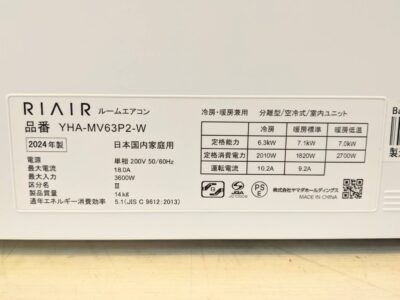 RIAIR ルームエアコン
品番 YHA-MV63P2-W
2024年製 日本国内家庭用
電源 単相 200V 50/60Hz
最大電流 18.0A
最大電力 3600W
区分名 III
製品質量 14㎏
通年エネルギー消費効率 5.1(JIS C 9612:2013)
冷房・暖房兼用 分離型/空冷式/室内ユニット
冷房 暖房標準 暖房低温
定格能力 6.3kW 7.1kW 7.0kW
定格消費電力 2010W 1820W 2700W
運転電流 10.2A 9.2A
PS
E
株式会社ヤマダホールディングス